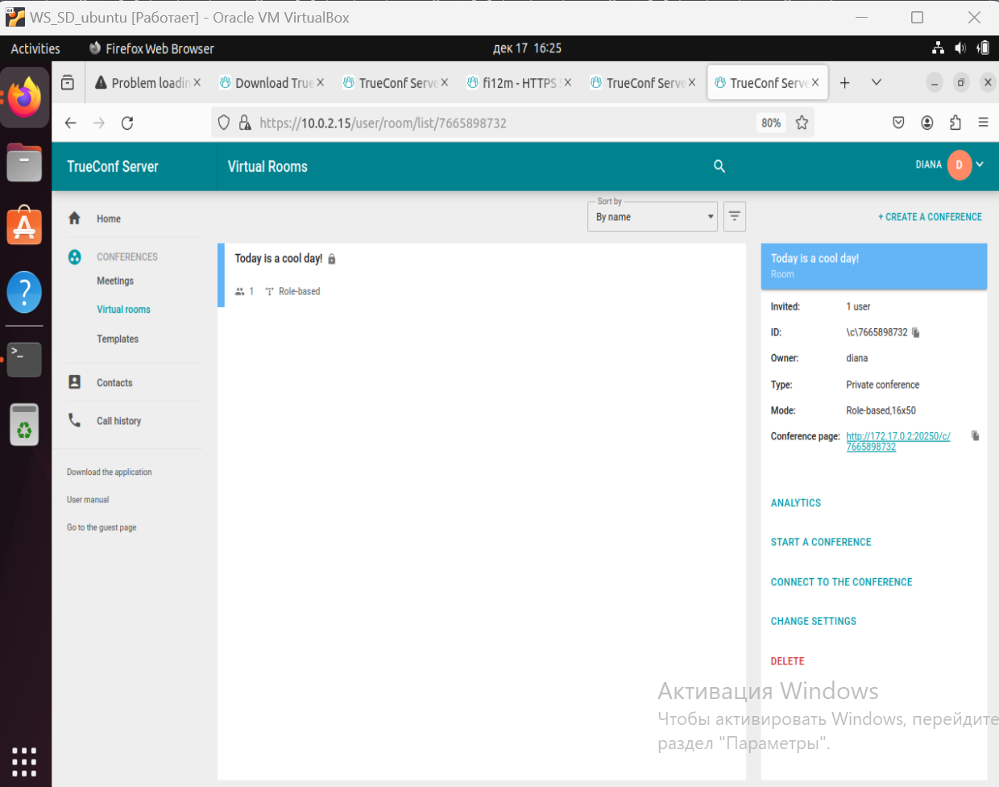 WS_SD_ubuntu [Работает] - Oracle VM VirtualBox
Activities
Firefox Web Browser
дек 17 16:25
Problem loadin
Download True
TrueConf Serve
fi12m - HTTPS
TrueConf Serve
TrueConf Serve
https://10.0.2.15/user/room/list/7665898732
80%
TrueConf Server
Virtual Rooms
DIANA
D
Home
Sort by
By name
+ CREATE A CONFERENCE
CONFERENCES
Meetings
Virtual rooms
Templates
Contacts
Call history
Download the application
User manual
Go to the guest page
Today is a cool day!
1 Role-based
Today is a cool day!
Room
Invited: 1 user
ID: \c\7665898732
Owner: diana
Type: Private conference
Mode: Role-based,16x50
Conference page: http://172.17.0.2:20250/c/
7665898732
ANALYTICS
START A CONFERENCE
CONNECT TO THE CONFERENCE
CHANGE SETTINGS
DELETE
Активация Windows
Чтобы активировать Windows, перейдите
раздел "Параметры".